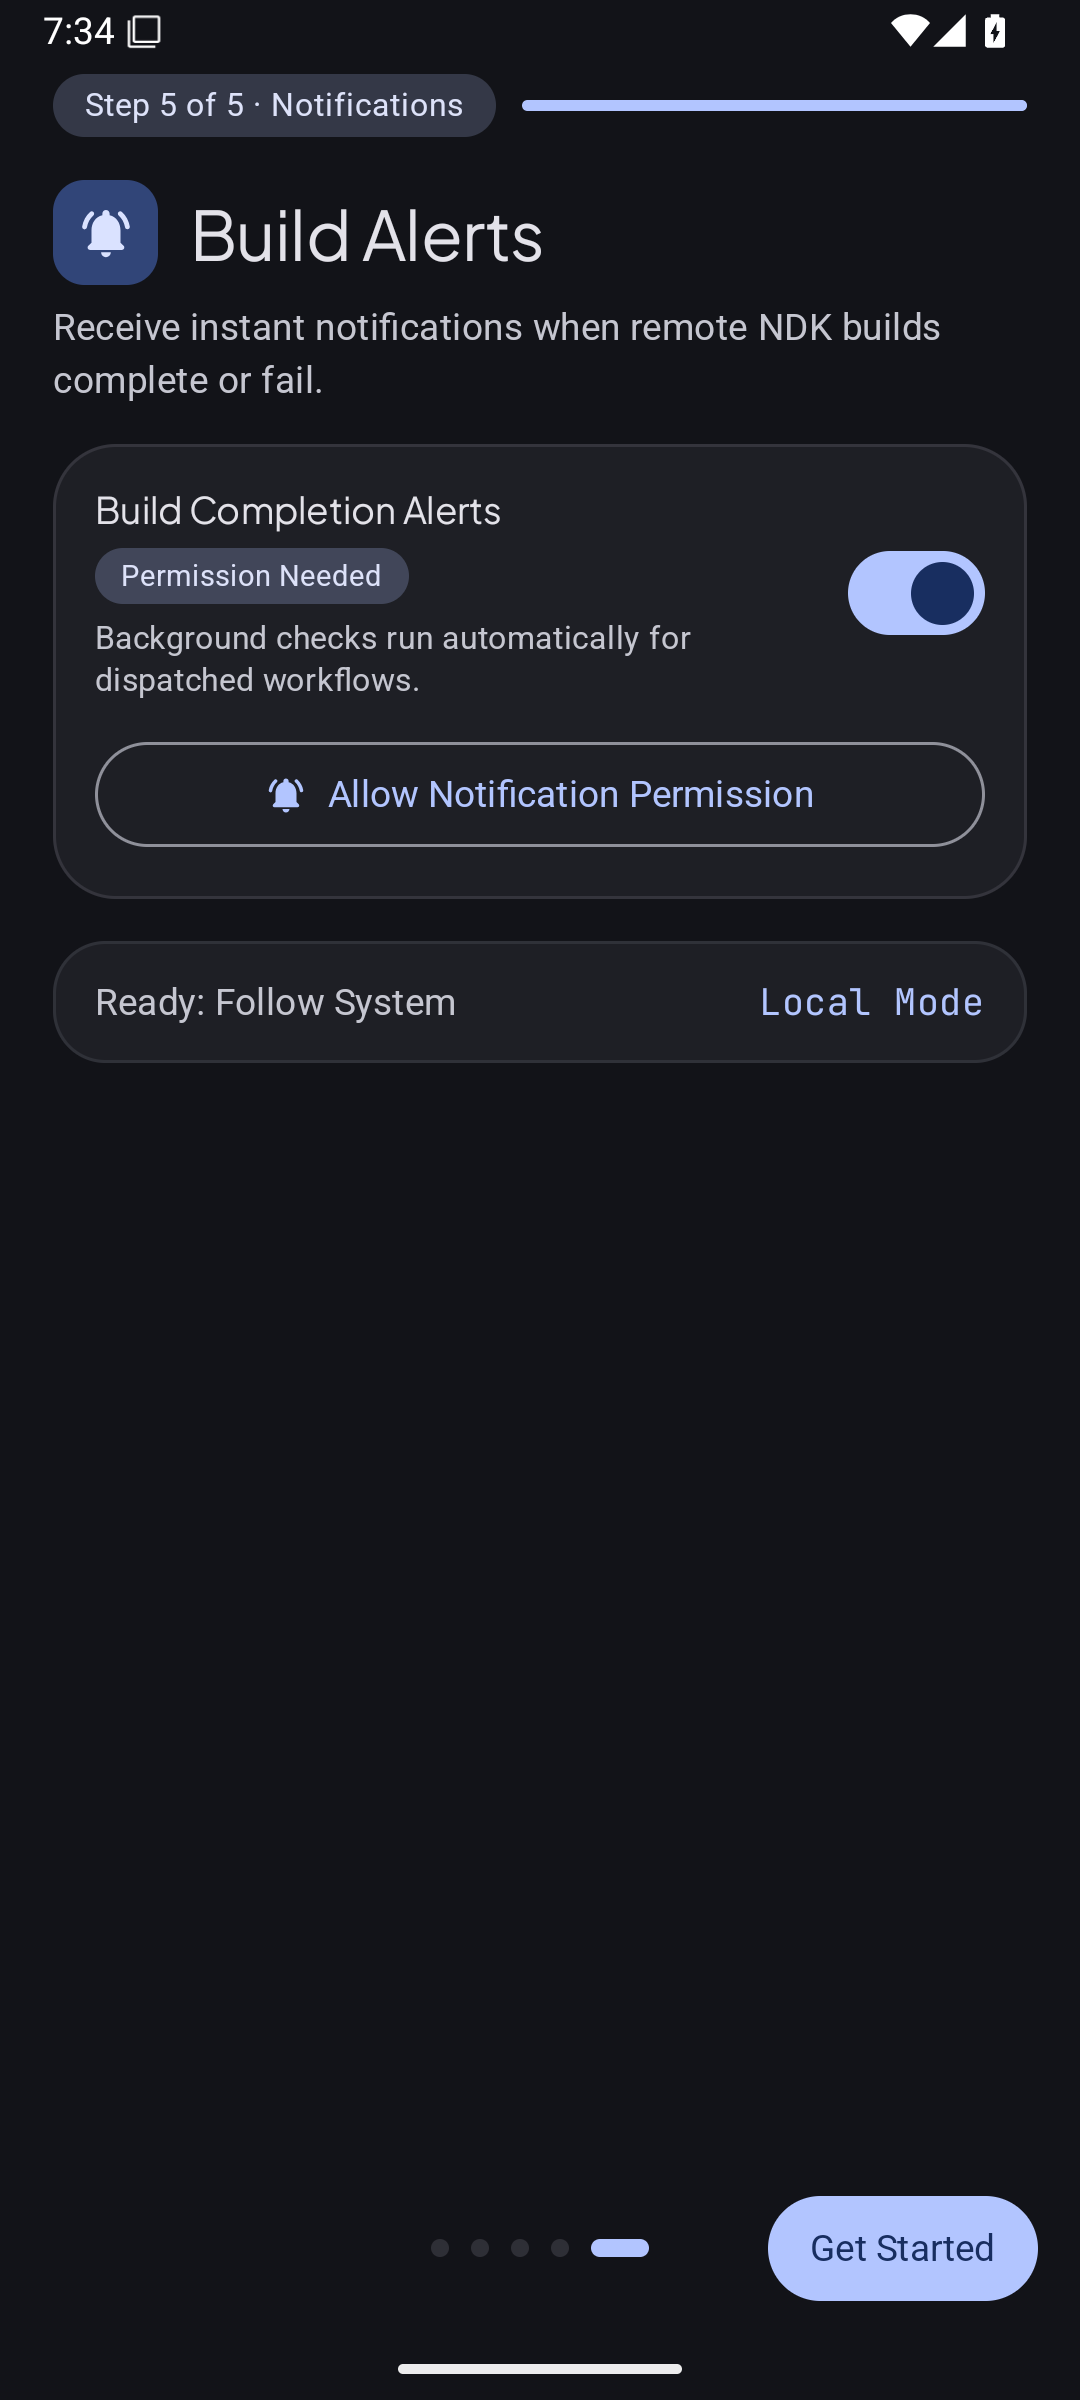 7:34
Step 5 of 5 · Notifications
Build Alerts
Receive instant notifications when remote NDK builds
complete or fail.
Build Completion Alerts
Permission Needed
Background checks run automatically for
dispatched workflows.
Allow Notification Permission
Ready: Follow System
Local Mode
Get Started